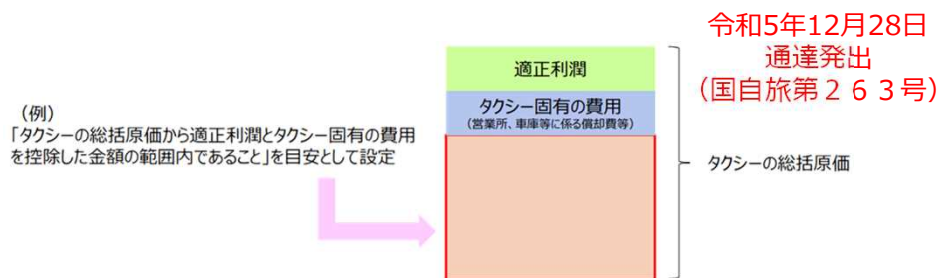 令和5年12月28日
通達発出
（国自旅第２６３号）
適正利潤
タクシー固有の費用
（営業所、車庫等に係る償却費等）
（例）
「タクシーの総括原価から適正利潤とタクシー固有の費用
を控除した金額の範囲内であること」を目安として設定
タクシーの総括原価